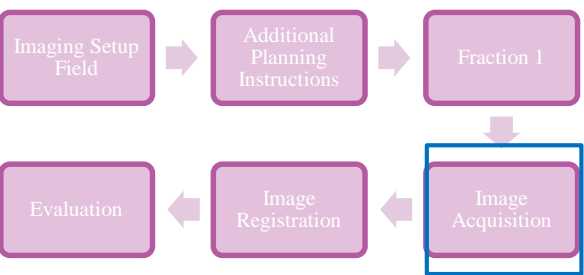 Imaging Setup
Field
Additional
Planning
Instructions
Fraction 1
Image
Acquisition
Image
Registration
Evaluation